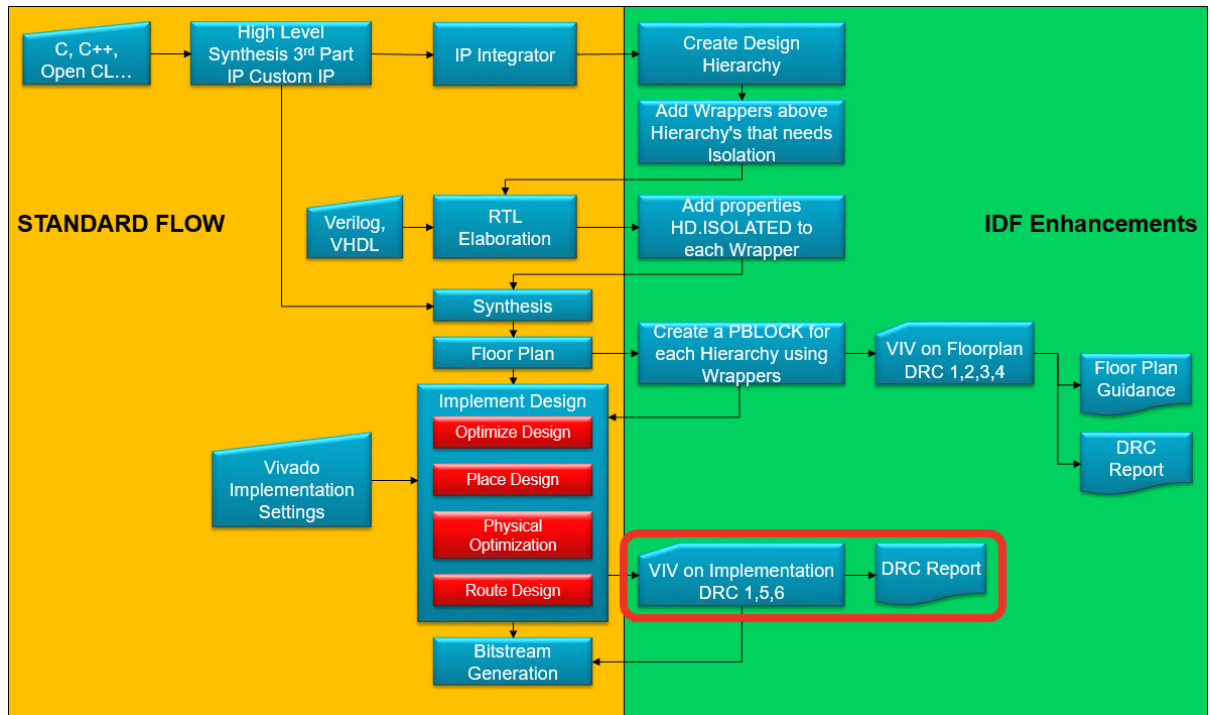 C, C++,
Open CL...
High Level
Synthesis 3rd Part
IP Custom IP
IP Integrator
Create Design
Hierarchy
Add Wrappers above
Hierarchy's that needs
Isolation
STANDARD FLOW
Verilog,
VHDL
RTL
Elaboration
Add properties
HD.ISOLATED to
each Wrapper
IDF Enhancements
Synthesis
Floor Plan
Create a PBLOCK for
each Hierarchy using
Wrappers
VIV on Floorplan
DRC 1,2,3,4
Floor Plan
Guidance
DRC
Report
Implement Design
Optimize Design
Place Design
Physical
Optimization
Route Design
Vivado
Implementation
Settings
VIV on Implementation
DRC 1,5,6
DRC Report
Bitstream
Generation